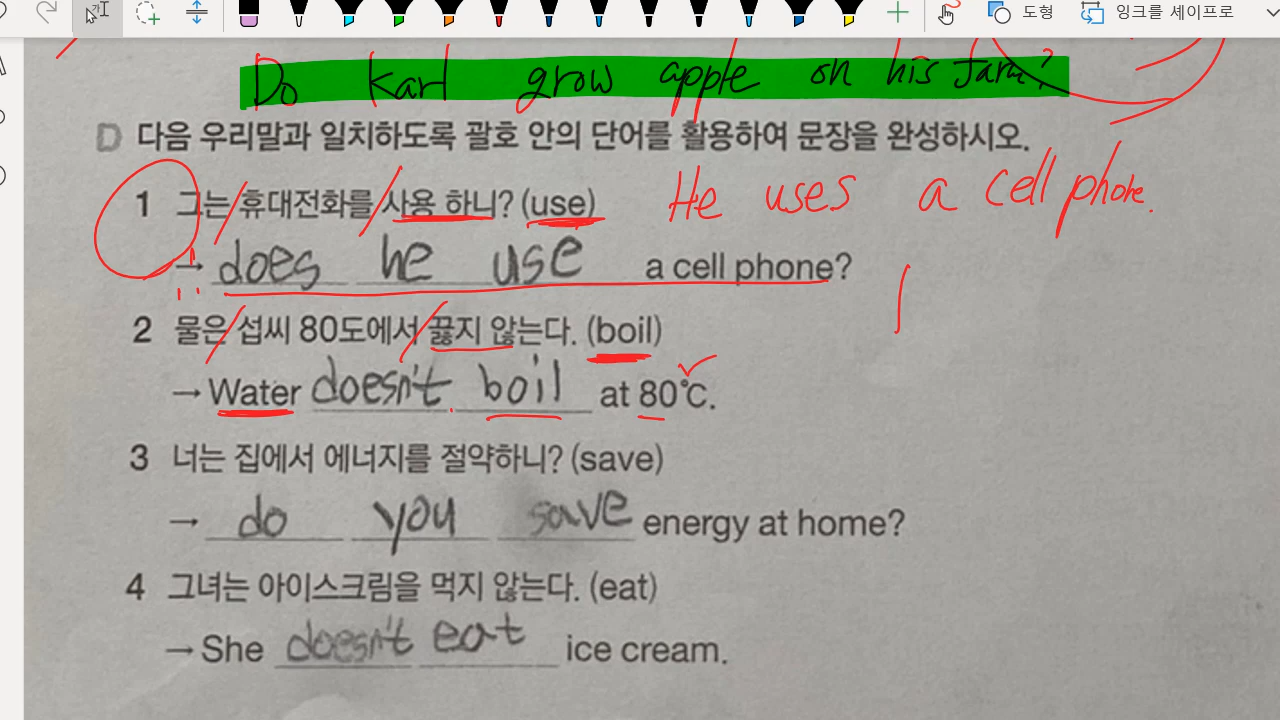 도형 잉크를 셰이프로
Do Karl grow apple on his farm?
D 다음 우리말과 일치하도록 괄호 안의 단어를 활용하여 문장을 완성하시오.
1 그는 휴대전화를 사용 하니? (use) He uses a cell phone.
→ does he use a cell phone?
2 물은 섭씨 80도에서 끓지 않는다. (boil)
→ Water doesn't boil at 80℃.
3 너는 집에서 에너지를 절약하니? (save)
→ do you save energy at home?
4 그녀는 아이스크림을 먹지 않는다. (eat)
→ She doesn't eat ice cream.